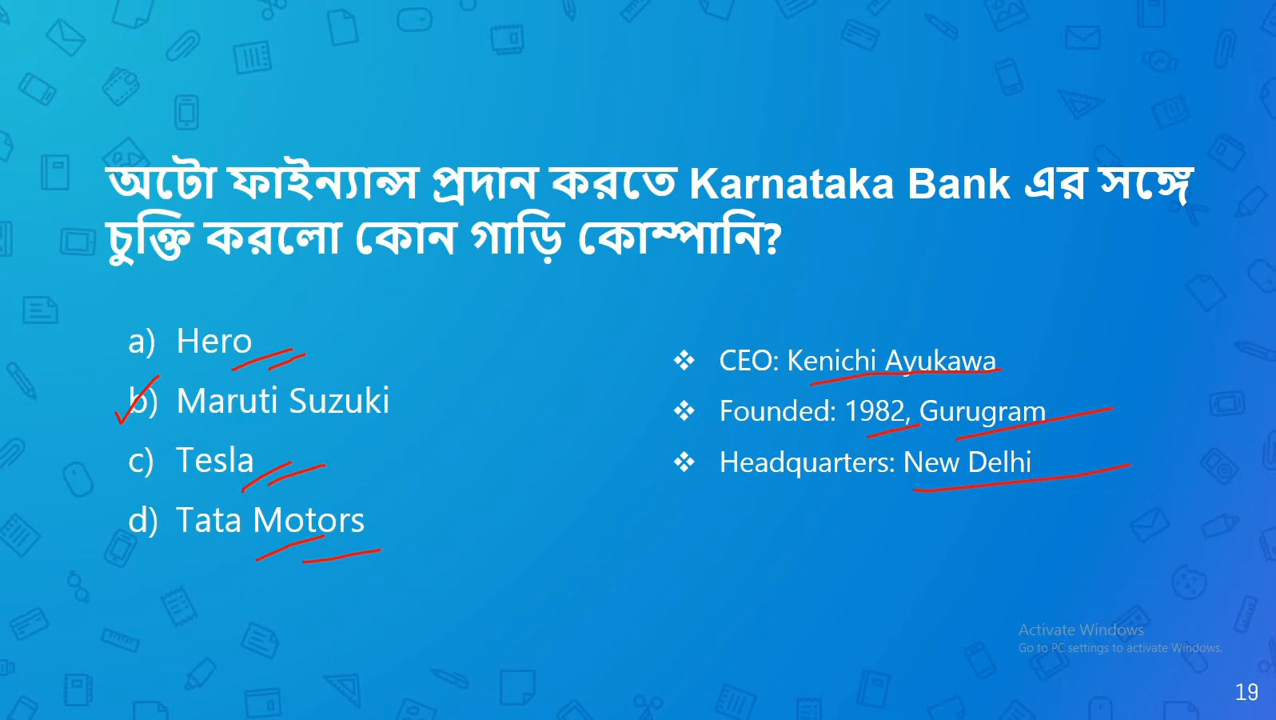 অটো ফাইন্যান্স প্রদান করতে Karnataka Bank এর সঙ্গে
চুক্তি করলো কোন গাড়ি কোম্পানি?
a) Hero
b) Maruti Suzuki
c) Tesla
d) Tata Motors
❖ CEO: Kenichi Ayukawa
❖ Founded: 1982, Gurugram
❖ Headquarters: New Delhi
Activate Windows
Go to PC settings to activate Windows.
19